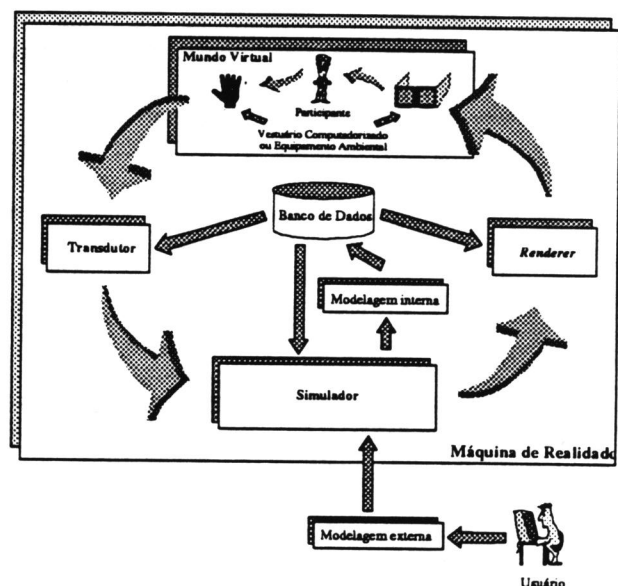 Mundo Virtual
Participante
Vestuário Computadorizado
ou Equipamento Ambiental
Banco de Dados
Transdutor
Renderer
Modelagem interna
Simulador
Máquina de Realidade
Modelagem externa
Usuário